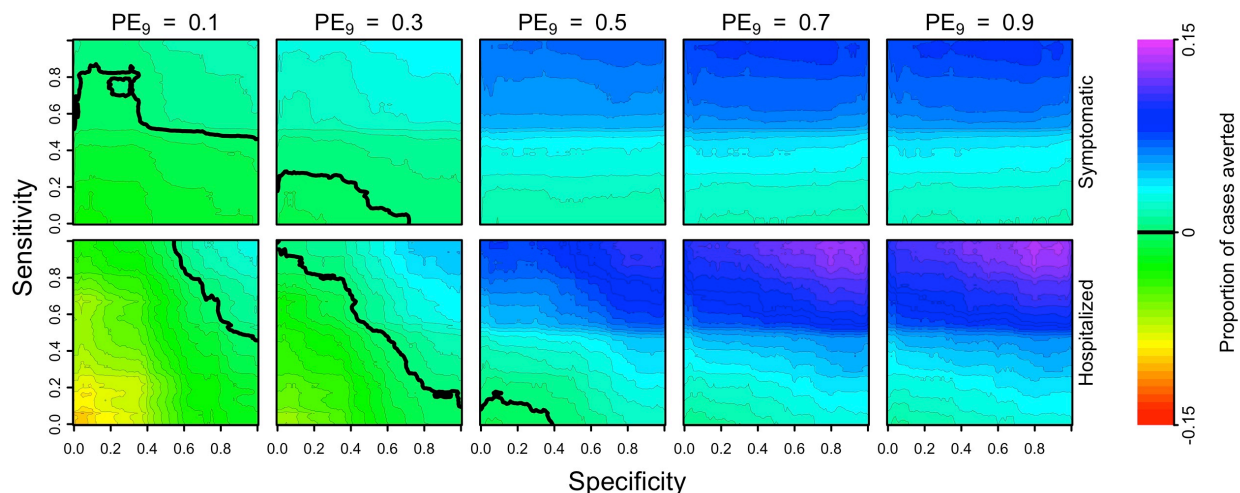 PE9 = 0.1 PE9 = 0.3 PE9 = 0.5 PE9 = 0.7 PE9 = 0.9
Sensitivity
0.0 0.2 0.4 0.6 0.8
Symptomatic
0.0 0.2 0.4 0.6 0.8
Hospitalized
0.0 0.2 0.4 0.6 0.8 0.0 0.2 0.4 0.6 0.8 0.0 0.2 0.4 0.6 0.8 0.0 0.2 0.4 0.6 0.8 0.0 0.2 0.4 0.6 0.8
Specificity
-0.15 0 0.15
Proportion of cases averted